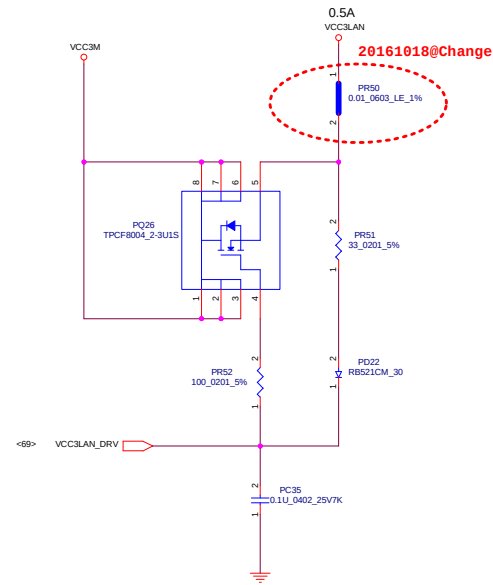 0.5A
VCC3LAN
VCC3M
20161018@Change
1
PR50
0.01_0603_LE_1%
2
8
7
6
5
PQ26
TPCF8004_2-3U1S
2
PR51
33_0201_5%
1
1
2
3
4
2
PR52
100_0201_5%
1
2
PD22
RB521CM_30
1
<69>
VCC3LAN_DRV
2
PC35
0.1U_0402_25V7K
1